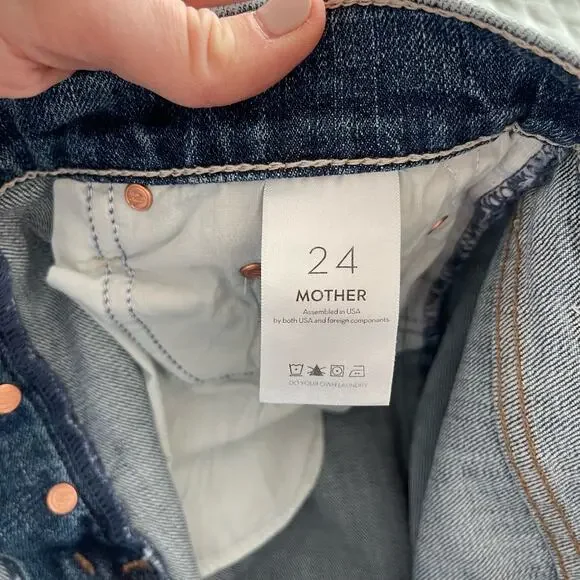 24
MOTHER
Assembled in USA
by both USA and foreign components
DO YOUR OWN LAUNDRY